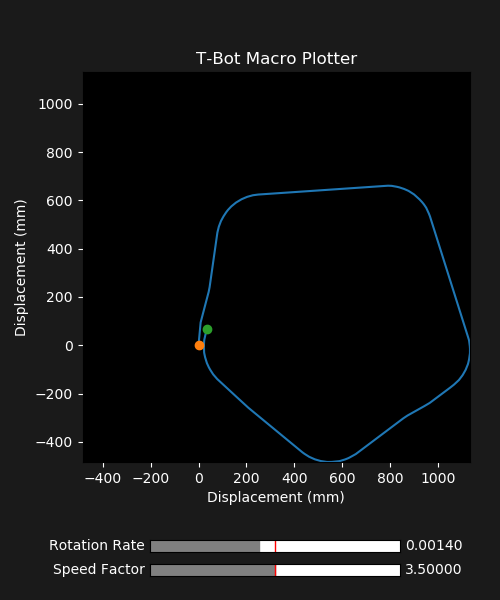 T-Bot Macro Plotter
1000
800
600
400
200
0
−200
−400
Displacement (mm)
−400 −200 0 200 400 600 800 1000
Displacement (mm)
Rotation Rate 0.00140
Speed Factor 3.50000